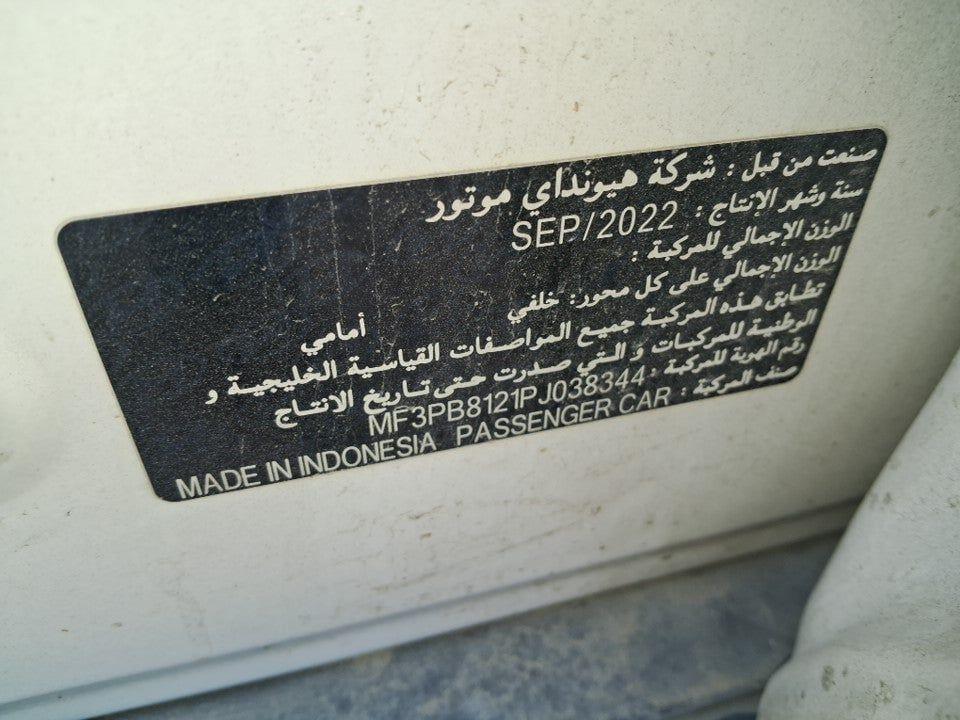 صنعت من قبل : شركة هيونداي موتور
سنة وشهر الإنتاج : SEP/2022
الوزن الإجمالي للمركبة :
الوزن الإجمالي على كل محور: خلفي أمامي
تطابق هذه المركبة جميع المواصفات القياسية الخليجية و
الوطنية للمركبات و التي صدرت حتى تاريخ الانتاج
رقم الهوية للمركبة : MF3PB8121PJ038344
صنف المركبة : PASSENGER CAR MADE IN INDONESIA